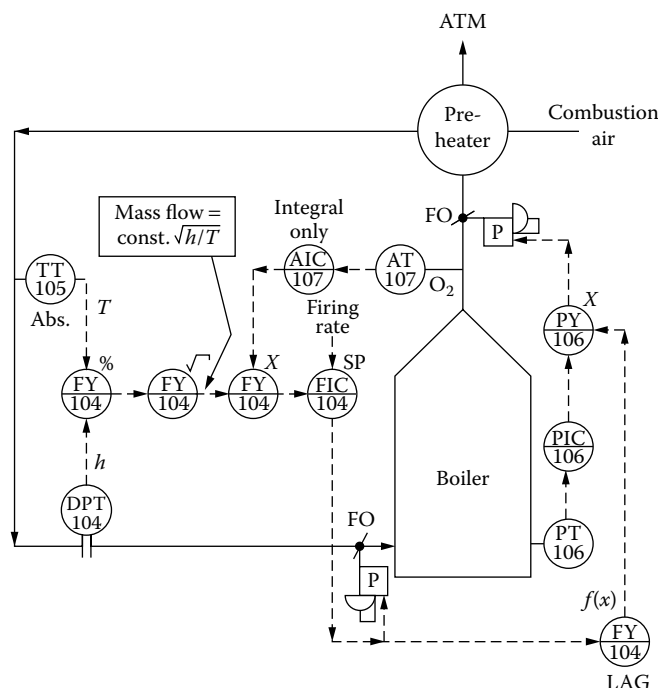 ATM
Pre-
heater
Combustion
air
Mass flow =
const. √h/T
Integral
only
FO
P
TT
105
Abs.
T
AIC
107
AT
107
O2
Firing
rate
X
PY
106
%
FY
104
√
FY
104
X
FY
104
SP
FIC
104
h
PIC
106
Boiler
DPT
104
FO
PT
106
P
f(x)
FY
104
LAG